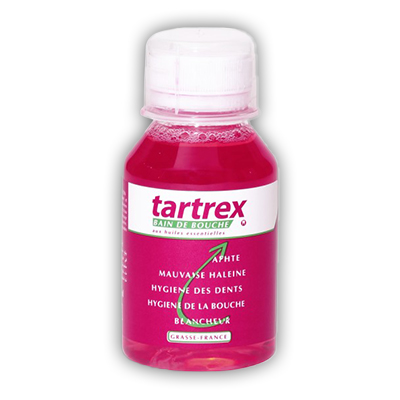 tartrex
BAIN DE BOUCHE
aux huiles essentielles
APHTE
MAUVAISE HALEINE
HYGIENE DES DENTS
HYGIENE DE LA BOUCHE
BLANCHEUR
GRASSE-FRANCE